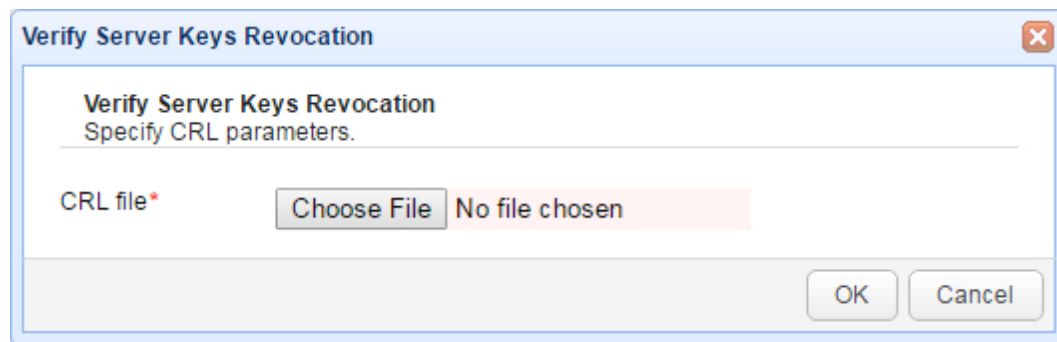 Verify Server Keys Revocation
Verify Server Keys Revocation
Specify CRL parameters.
CRL file* Choose File No file chosen
OK Cancel